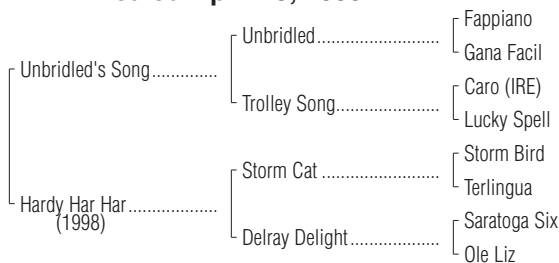 Fappiano
Unbridled
Gana Facil
Unbridled's Song
Caro (IRE)
Trolley Song
Lucky Spell
Storm Bird
Storm Cat
Terlingua
Hardy Har Har
(1998)
Saratoga Six
Delray Delight
Ole Liz